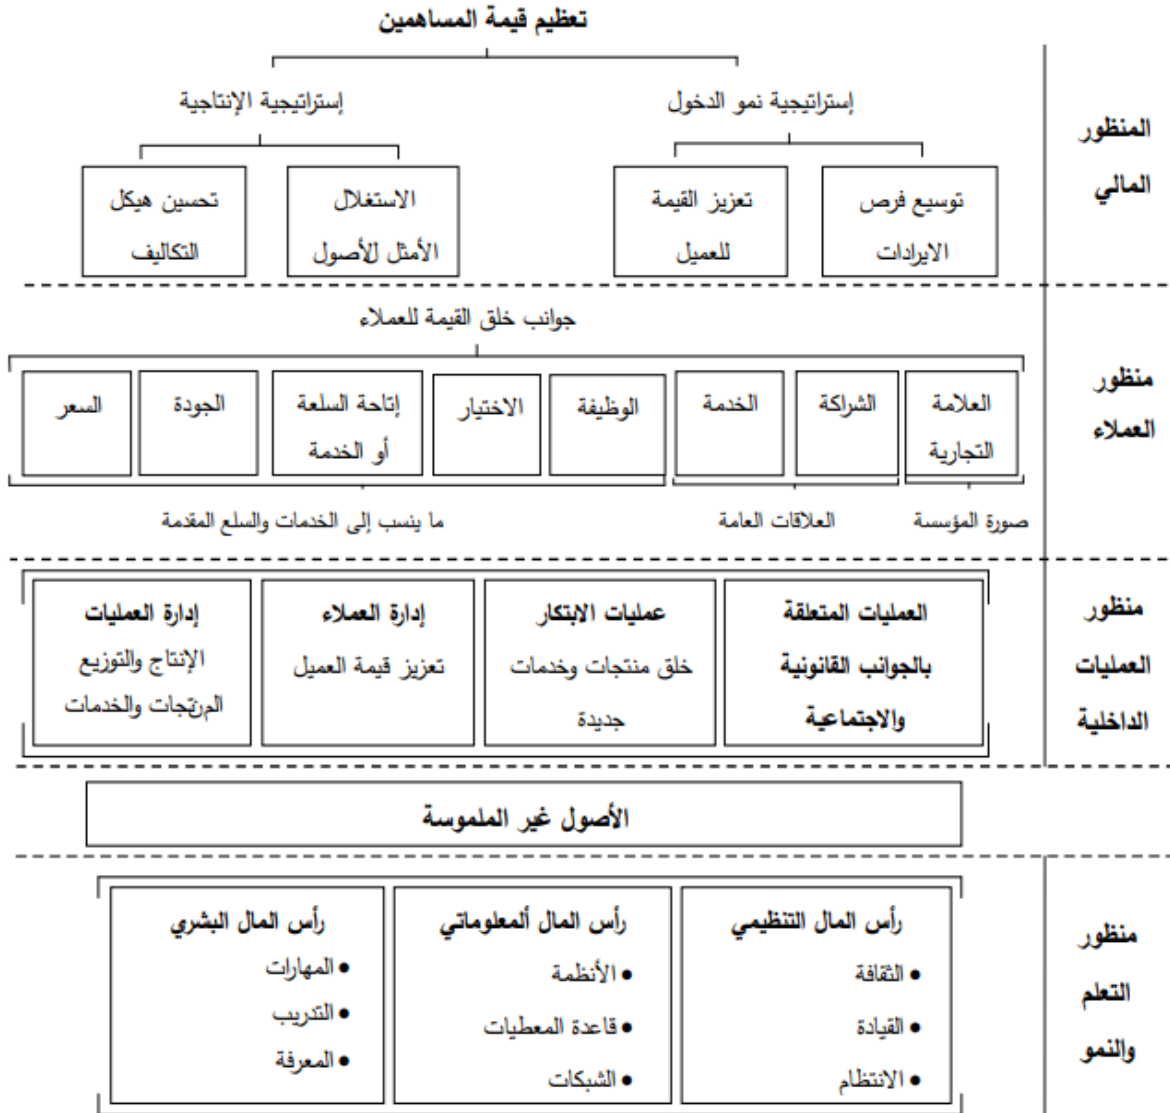 تعظيم قيمة المساهمين
المنظور
المالي
إستراتيجية نمو الدخول
إستراتيجية الإنتاجية
توسيع فرص
الايرادات
تعزيز القيمة
للعميل
الاستغلال
الأمثل للأصول
تحسين هيكل
التكاليف
منظور
العملاء
جوانب خلق القيمة للعملاء
العلامة
التجارية
الشراكة
الخدمة
الوظيفة
الاختيار
إتاحة السلعة
أو الخدمة
الجودة
السعر
صورة المؤسسة
العلاقات العامة
ما ينسب إلى الخدمات والسلع المقدمة
منظور
العمليات
الداخلية
العمليات المتعلقة
بالجوانب القانونية
والاجتماعية
عمليات الابتكار
خلق منتجات وخدمات
جديدة
إدارة العملاء
تعزيز قيمة العميل
إدارة العمليات
الإنتاج والتوزيع
المنتجات والخدمات
الأصول غير الملموسة
منظور
التعلم
والنمو
رأس المال التنظيمي
• الثقافة
• القيادة
• الانتظام
رأس المال ألمعلوماتي
• الأنظمة
• قاعدة المعطيات
• الشبكات
رأس المال البشري
• المهارات
• التدريب
• المعرفة